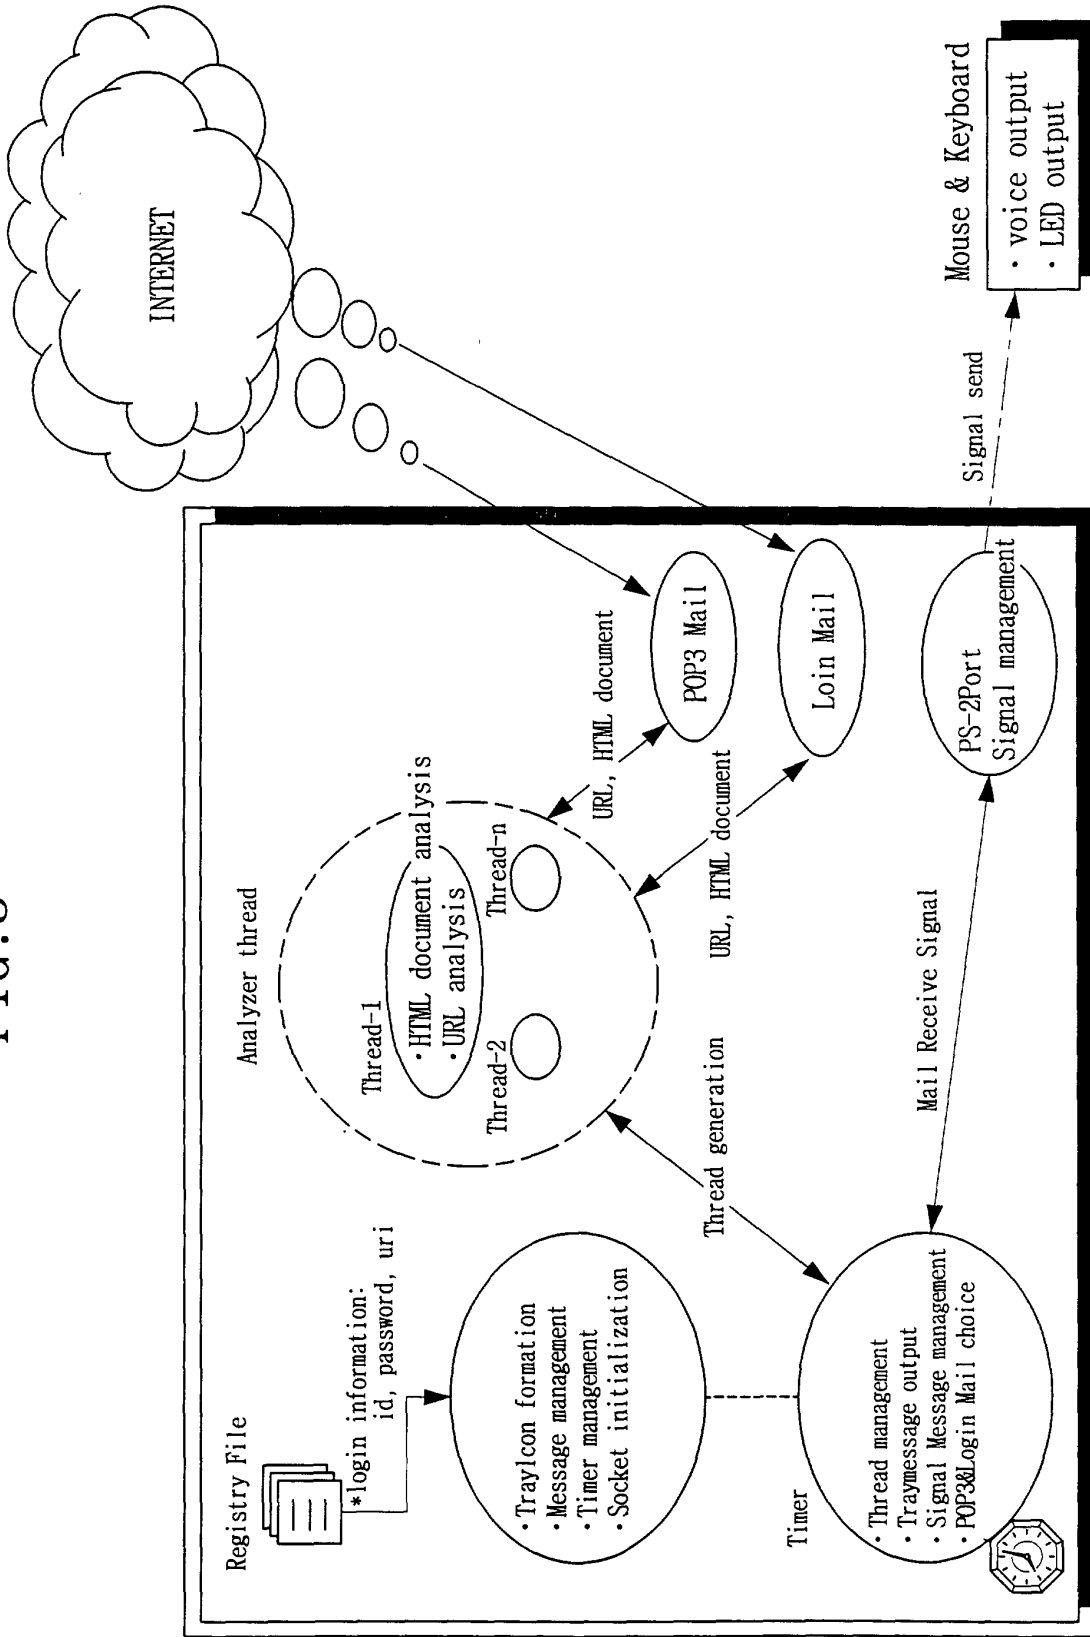 FIG.3
INTERNET
Registry File
*login information:
id, password, uri
· TrayIcon information
· Message management
· Timer management
· Socket initialization
Analyzer thread
Thread-1
· HTML document analysis
· URL analysis
Thread-2
Thread-n
URL, HTML document
POP3 Mail
URL, HTML document
Loin Mail
Thread generation
Timer
· Thread management
· Traymessage output
· Signal Message management
· POP3&Login Mail choice
Mail Receive Signal
PS-2Port
Signal management
Signal send
Mouse & Keyboard
· voice output
· LED output